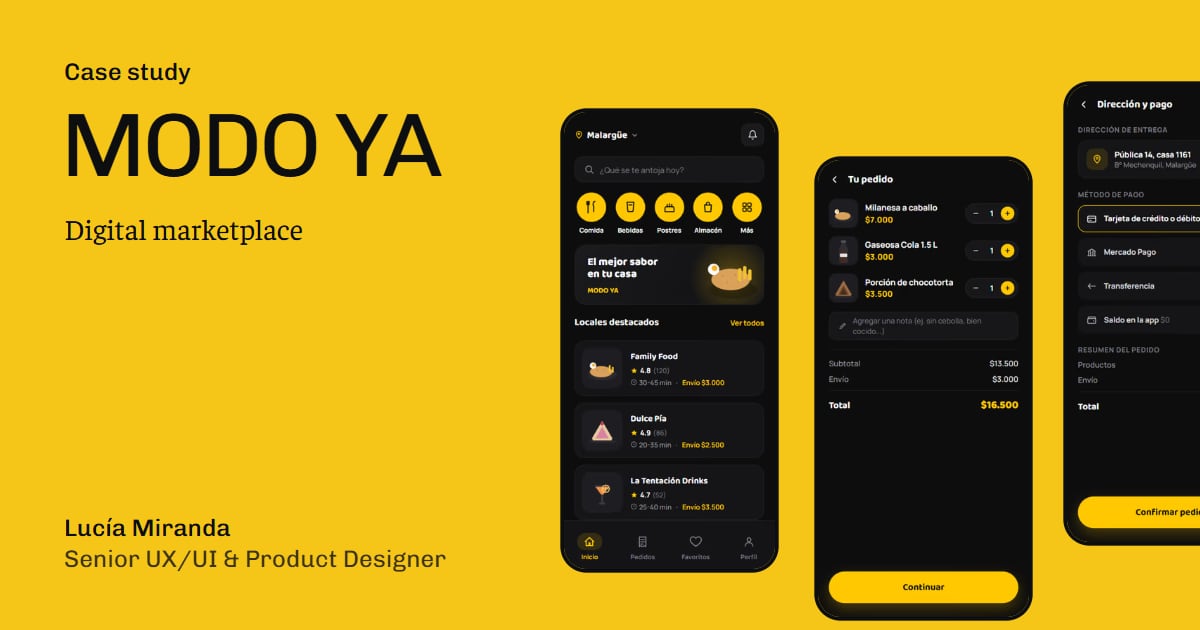 Case study
MODO YA
Digital marketplace
Lucía Miranda
Senior UX/UI & Product Designer
Malargüe
¿Qué se te antoja hoy?
Comida Bebidas Postres Almacén Más
El mejor sabor
en tu casa
MODO YA
Locales destacados Ver todos
Family Food
★ 4.8 (120)
30-45 min · Envío $3.000
Dulce Pía
★ 4.9 (86)
20-35 min · Envío $2.500
La Tentación Drinks
★ 4.7 (52)
25-40 min · Envío $3.500
Inicio Pedidos Favoritos Perfil
Tu pedido
Milanesa a caballo
$7.000
− 1 +
Gaseosa Cola 1.5 L
$3.000
− 1 +
Porción de chocotorta
$3.500
− 1 +
Agregar una nota (ej. sin cebolla, bien
cocido...)
Subtotal $13.500
Envío $3.000
Total $16.500
Continuar
Dirección y pago
DIRECCIÓN DE ENTREGA
Pública 14, casa 1161
B° Mechenquil, Malargüe
MÉTODO DE PAGO
Tarjeta de crédito o débito
Mercado Pago
Transferencia
Saldo en la app $0
RESUMEN DEL PEDIDO
Productos
Envío
Total
Confirmar pedi